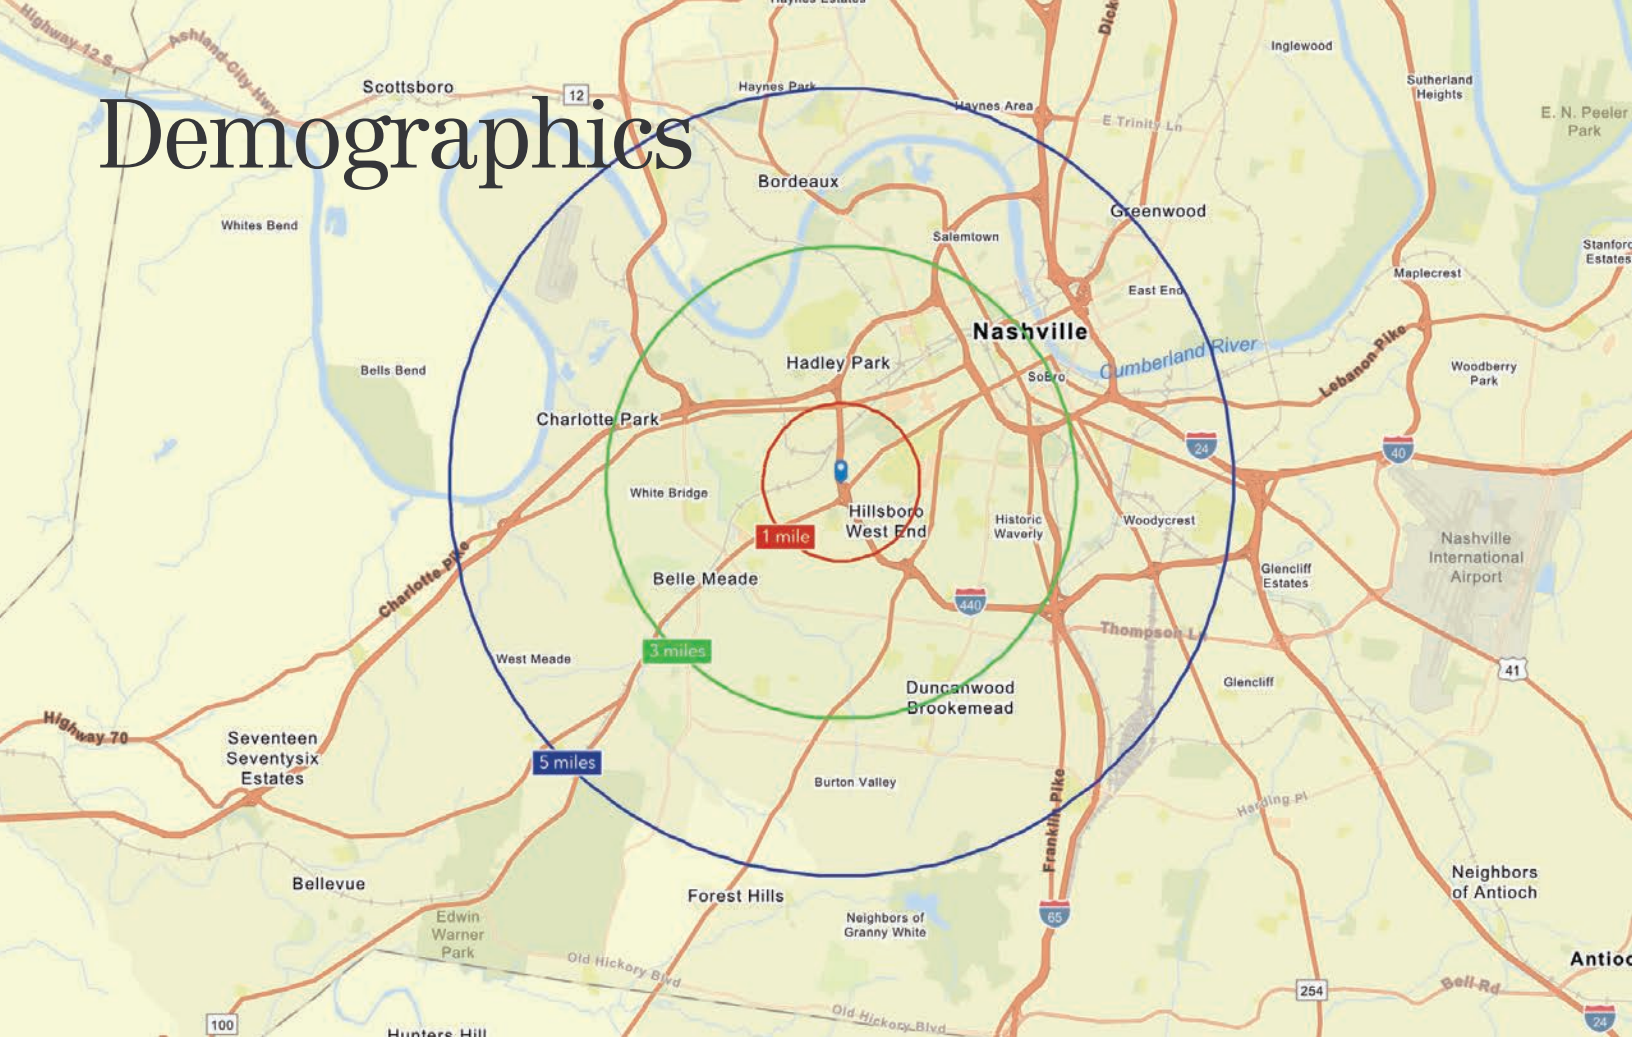 Haynes Estates
Highway 12 S
Ashland-City-Hwy
Scottsboro
12
Haynes Park
Haynes Area
E Trinity Ln
Inglewood
Sutherland
Heights
E. N. Peeler
Park
Demographics
Bordeaux
Whites Bend
Greenwood
Salemtown
Stanford
Estates
Maplecrest
East End
Nashville
Cumberland River
Lebanon-Pike
Hadley Park
SoBro
Bells Bend
Woodberry
Park
Charlotte Park
24
40
White Bridge
Hillsboro
West End
1 mile
Historic
Waverly
Woodycrest
Nashville
International
Airport
Charlotte-Pike
Belle Meade
Glencliff
Estates
440
Thompson Ln
3 miles
West Meade
41
Glencliff
Duncanwood
Brookemead
Highway 70
Seventeen
Seventysix
Estates
5 miles
Burton Valley
Franklin Pike
Harding Pl
Bellevue
Forest Hills
Neighbors
of Antioch
Edwin
Warner
Park
Neighbors of
Granny White
65
Old Hickory Blvd
254
Bell Rd
100
Old Hickory Blvd
24
Hunters Hill